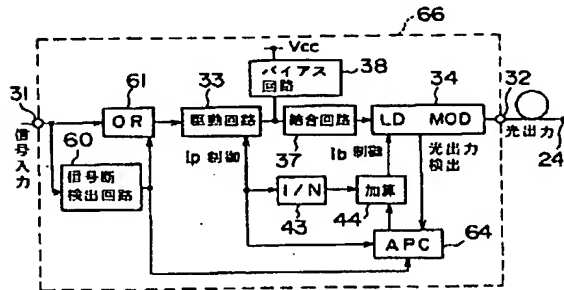 66
Vcc
バイアス
回路
38
31
信号入力
61
OR
33
駆動回路
結合回路
37
34
LD MOD
32
光出力
24
60
信号断
検出回路
Ip 制御
Ib 制御
光出力
検出
1/N
43
加算
44
APC
64